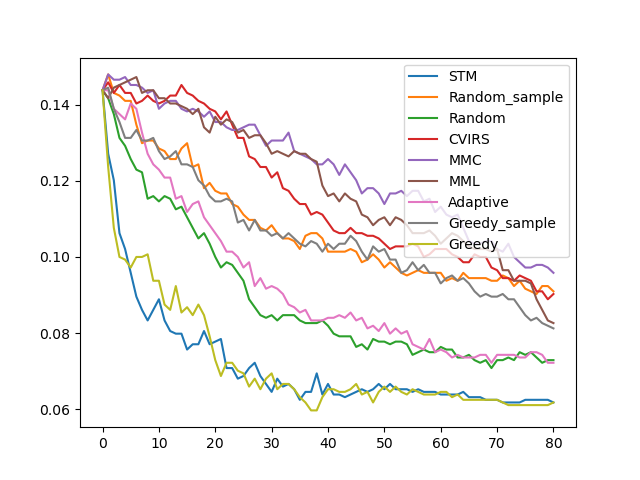 STM
Random_sample
Random
CVIRS
MMC
MML
Adaptive
Greedy_sample
Greedy
0.14
0.12
0.10
0.08
0.06
0 10 20 30 40 50 60 70 80